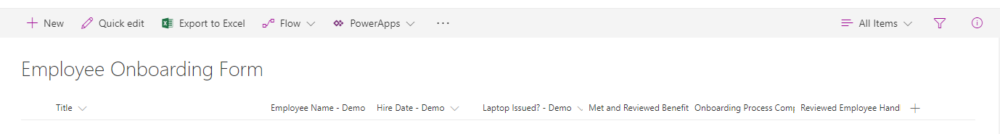 New Quick edit Export to Excel Flow PowerApps ... All Items
Employee Onboarding Form
Title Employee Name - Demo Hire Date - Demo Laptop Issued? - Demo Met and Reviewed Benefit Onboarding Process Comp Reviewed Employee Hand